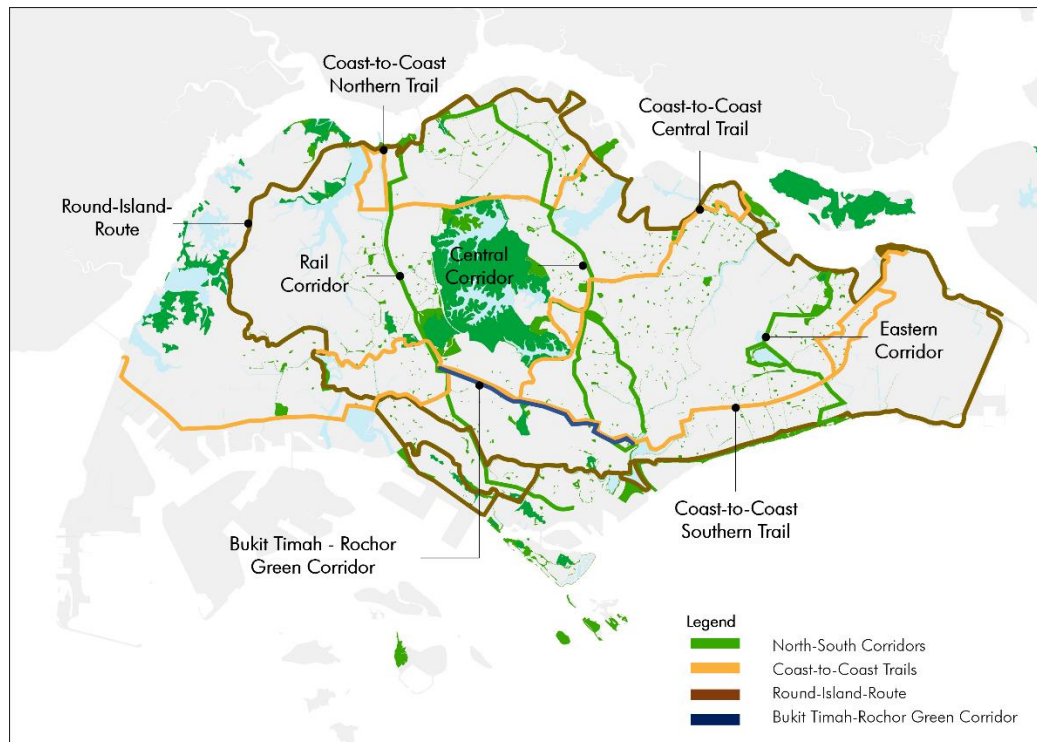 Coast-to-Coast
Northern Trail
Coast-to-Coast
Central Trail
Round-Island-
Route
Rail
Corridor
Central
Corridor
Eastern
Corridor
Coast-to-Coast
Southern Trail
Bukit Timah - Rochor
Green Corridor
Legend
North-South Corridors
Coast-to-Coast Trails
Round-Island-Route
Bukit Timah-Rochor Green Corridor